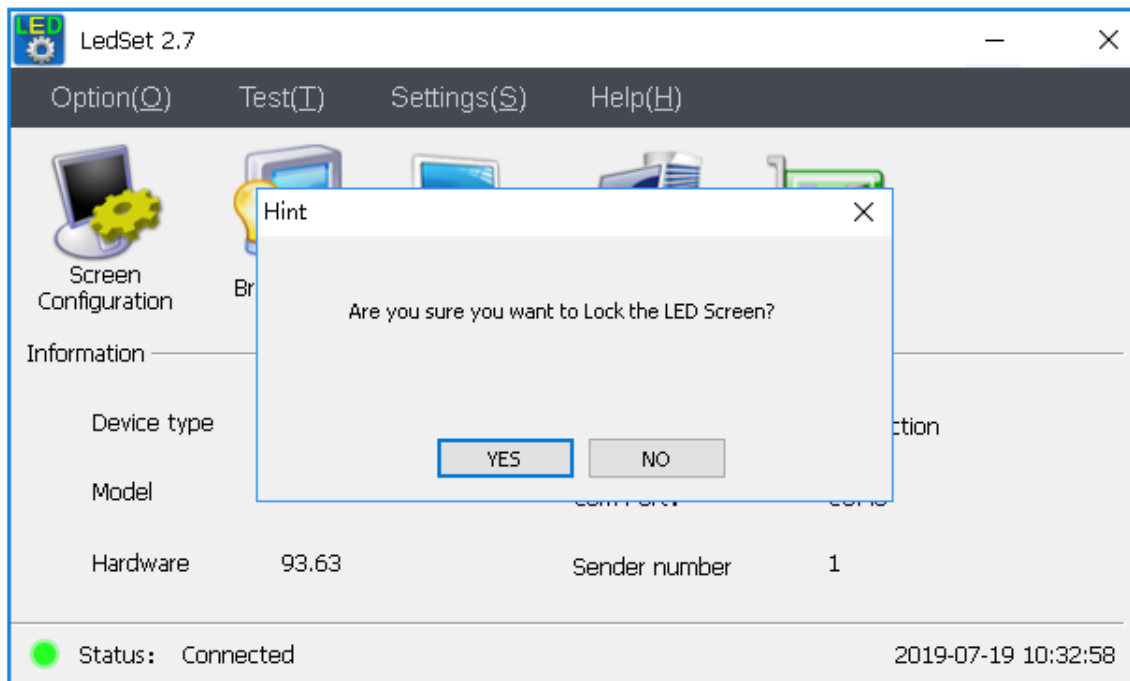 LED
LedSet 2.7
Option(O) Test(T) Settings(S) Help(H)
Hint
Are you sure you want to Lock the LED Screen?
YES NO
Screen
Configuration
Br
Information
Device type
ction
Model
Hardware 93.63
Sender number 1
Status: Connected
2019-07-19 10:32:58